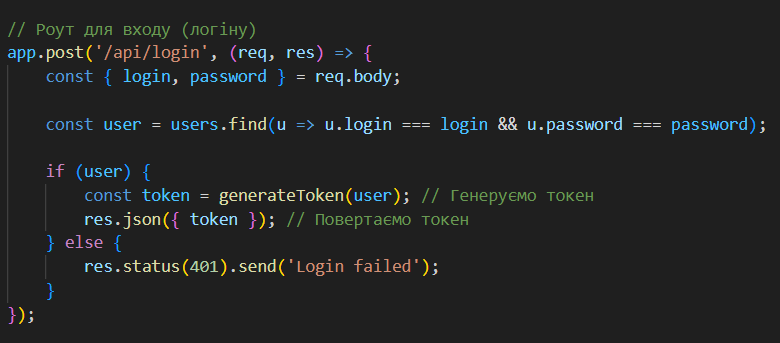 // Роут для входу (логіну)
app.post('/api/login', (req, res) => {
    const { login, password } = req.body;
    const user = users.find(u => u.login === login && u.password === password);
    if (user) {
        const token = generateToken(user); // Генеруємо токен
        res.json({ token }); // Повертаємо токен
    } else {
        res.status(401).send('Login failed');
    }
});